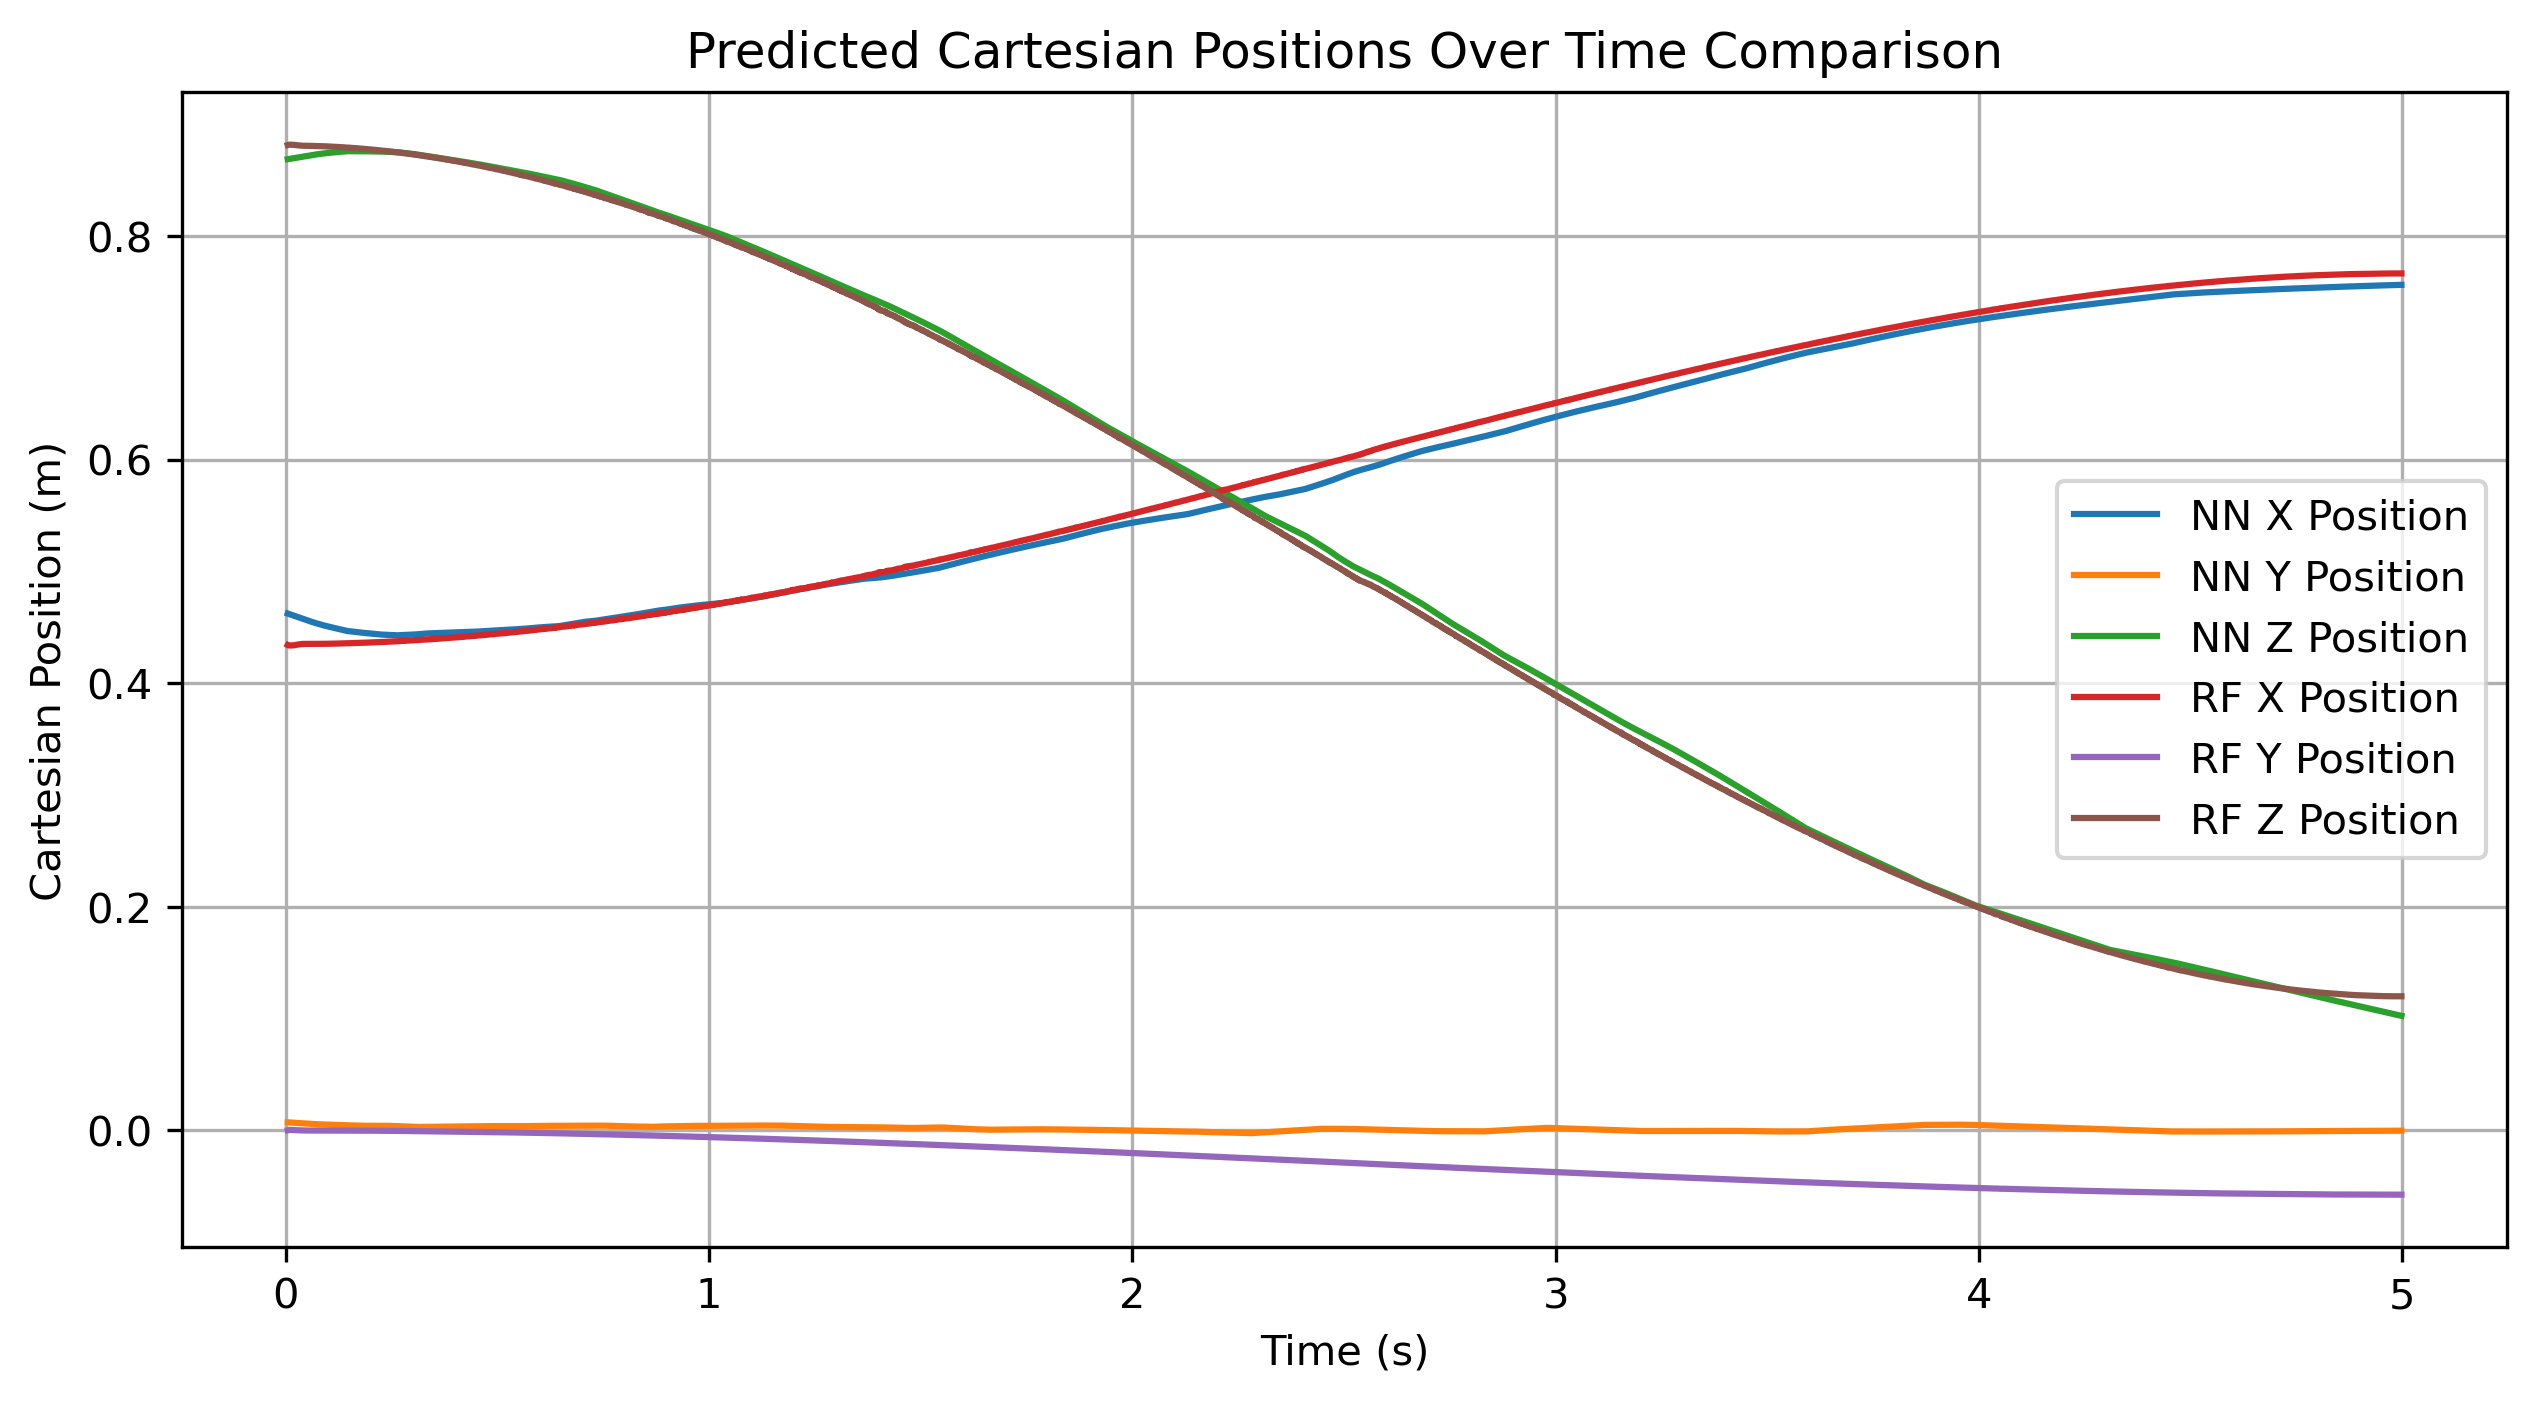 Predicted Cartesian Positions Over Time Comparison
Cartesian Position (m)
0.8
0.6
0.4
0.2
0.0
NN X Position
NN Y Position
NN Z Position
RF X Position
RF Y Position
RF Z Position
0 1 2 3 4 5
Time (s)